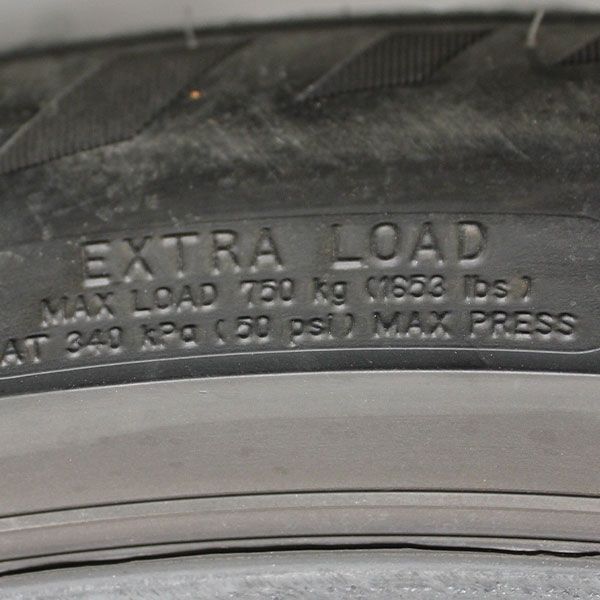 EXTRA LOAD
MAX LOAD 750 kg (1653 lbs)
AT 340 kPa (50 psi) MAX PRESS